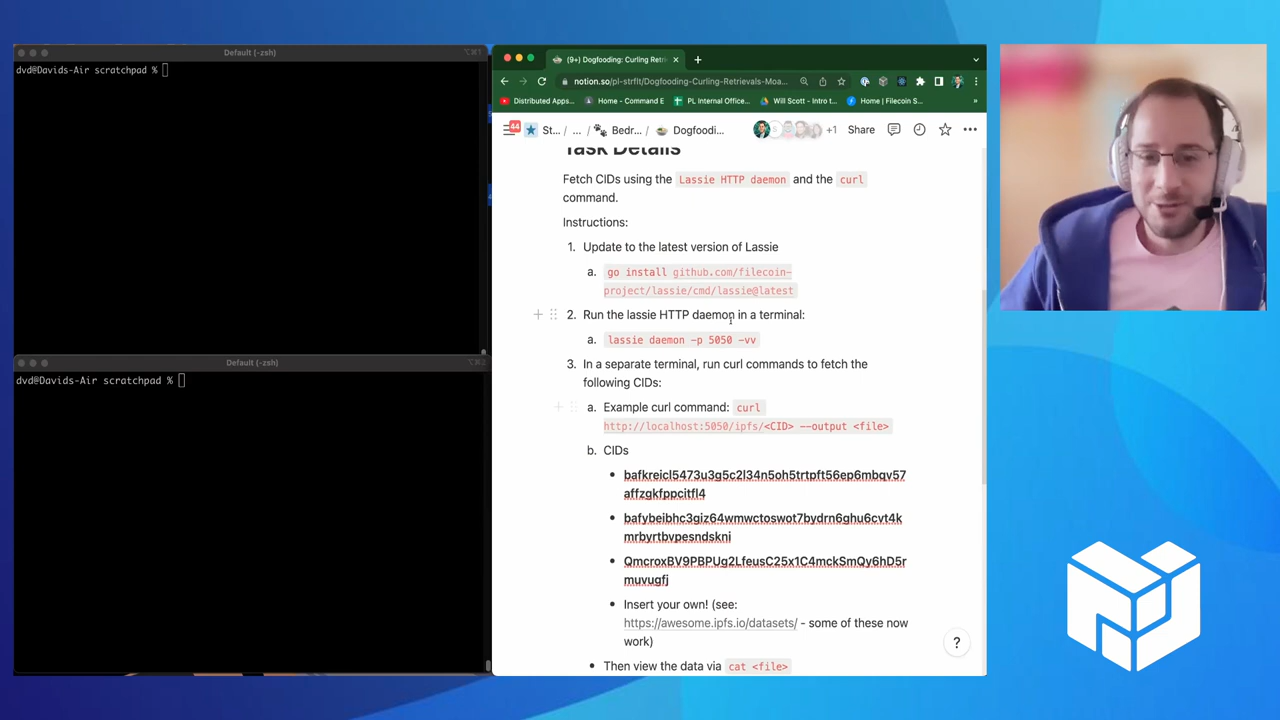 Default (-zsh)
⌥⌘1
dvd@Davids-Air scratchpad %
Default (-zsh)
⌥⌘2
dvd@Davids-Air scratchpad %
(9+) Dogfooding: Curling Retri
notion.so/pl-strflt/Dogfooding-Curling-Retrievals-Moa...
Distributed Apps...
Home - Command E
PL Internal Office...
Will Scott - Intro t...
Home | Filecoin S...
»
44
St... / ... / Bedr... / Dogfoodi...
+1
Share
Task Details
Fetch CIDs using the Lassie HTTP daemon and the curl
command.
Instructions:
1. Update to the latest version of Lassie
a. go install github.com/filecoin-
project/lassie/cmd/lassie@latest
2. Run the lassie HTTP daemon in a terminal:
a. lassie daemon -p 5050 -vv
3. In a separate terminal, run curl commands to fetch the
following CIDs:
a. Example curl command: curl
http://localhost:5050/ipfs/<CID> --output <file>
b. CIDs
• bafkreicl5473u3g5c2l34n5oh5trtpft56ep6mbqv57
affzgkfppcitfl4
• bafybeibhc3giz64wmwctoswot7bydrn6ghu6cvt4k
mrbyrtbvpesndskni
• QmcroxBV9PBPUg2LfeusC25x1C4mckSmQy6hD5r
muvugfj
• Insert your own! (see:
https://awesome.ipfs.io/datasets/ - some of these now
work)
• Then view the data via cat <file>
?